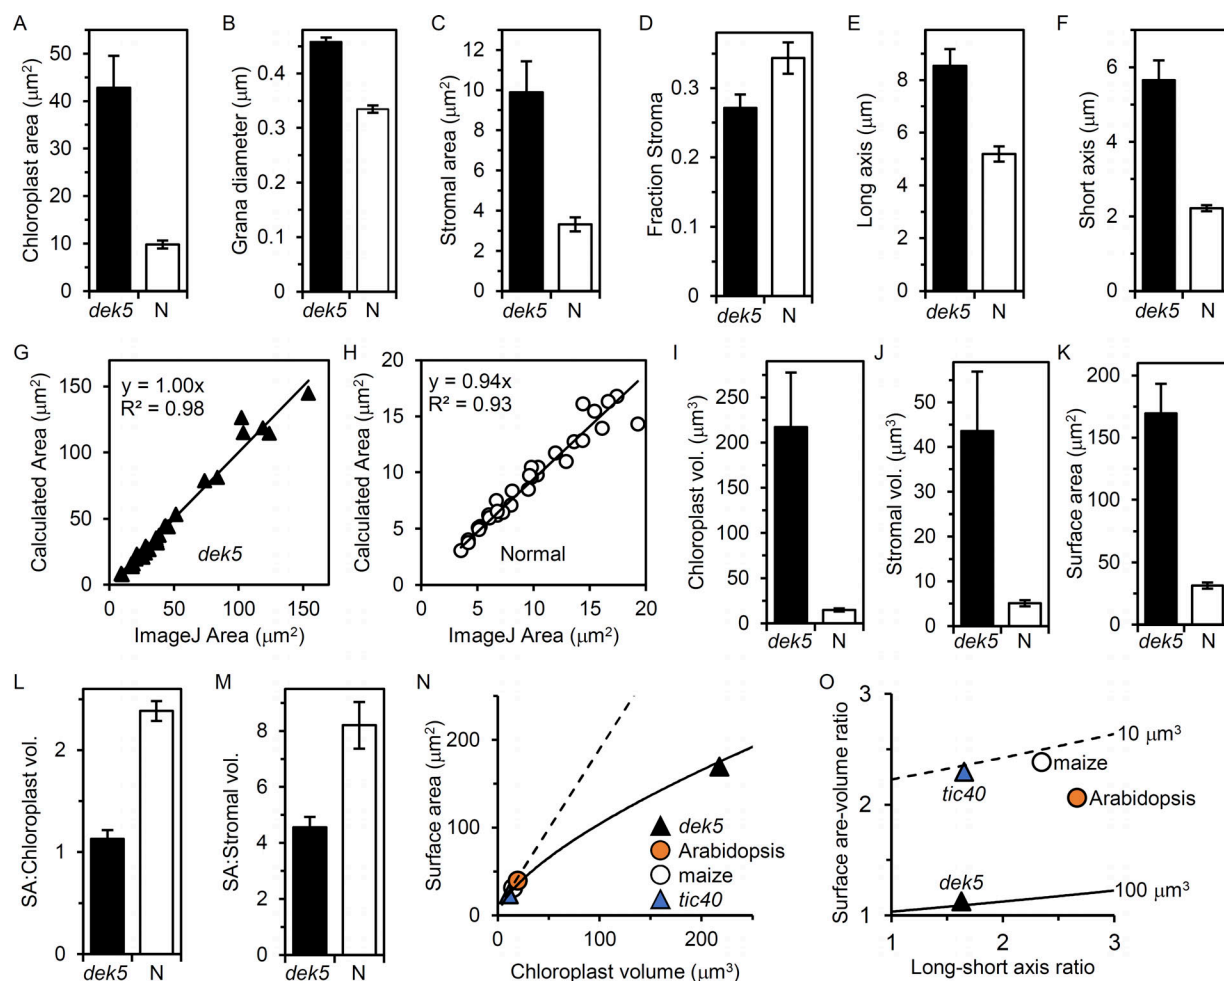 A
Chloroplast area (μm²)
50
40
30
20
10
0
dek5
N
B
Grana diameter (μm)
0.4
0.3
0.2
0.1
0
dek5
N
C
Stromal area (μm²)
12
10
8
6
4
2
0
dek5
N
D
Fraction Stroma
0.3
0.2
0.1
0
dek5
N
E
Long axis (μm)
8
6
4
2
0
dek5
N
F
Short axis (μm)
6
4
2
0
dek5
N
G
Calculated Area (μm²)
150
100
50
0
y = 1.00x
R² = 0.98
dek5
0
50
100
150
ImageJ Area (μm²)
H
Calculated Area (μm²)
20
15
10
5
0
y = 0.94x
R² = 0.93
Normal
0
5
10
15
20
ImageJ Area (μm²)
I
Chloroplast vol. (μm³)
250
200
150
100
50
0
dek5
N
J
Stromal vol. (μm³)
50
40
30
20
10
0
dek5
N
K
Surface area (μm²)
200
150
100
50
0
dek5
N
L
SA:Chloroplast vol.
2
1
0
dek5
N
M
SA:Stromal vol.
8
6
4
2
0
dek5
N
N
Surface area (μm²)
200
100
0
dek5
Arabidopsis
maize
tic40
0
100
200
Chloroplast volume (μm³)
O
Surface are-volume ratio
3
2
1
10 μm³
maize
tic40
Arabidopsis
dek5
100 μm³
1
2
3
Long-short axis ratio